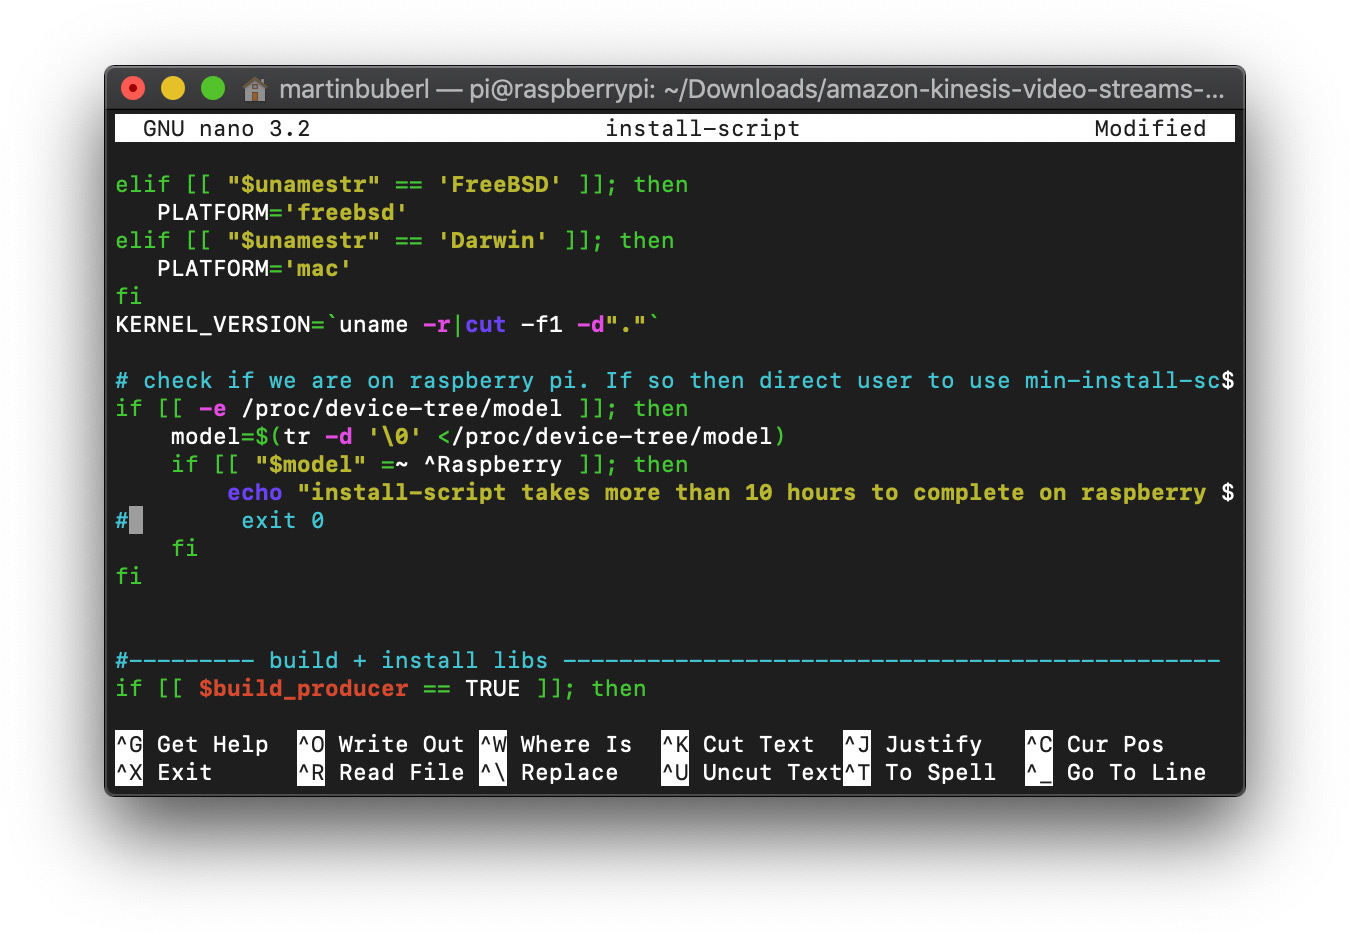 martinbuberl — pi@raspberrypi: ~/Downloads/amazon-kinesis-video-streams-...
GNU nano 3.2 install-script Modified
elif [[ "$unamestr" == 'FreeBSD' ]]; then
   PLATFORM='freebsd'
elif [[ "$unamestr" == 'Darwin' ]]; then
   PLATFORM='mac'
fi
KERNEL_VERSION=`uname -r|cut -f1 -d"."`
# check if we are on raspberry pi. If so then direct user to use min-install-sc$
if [[ -e /proc/device-tree/model ]]; then
    model=$(tr -d '\0' </proc/device-tree/model)
    if [[ "$model" =~ ^Raspberry ]]; then
        echo "install-script takes more than 10 hours to complete on raspberry $
#        exit 0
    fi
fi
#--------- build + install libs -----------------------------------------------
if [[ $build_producer == TRUE ]]; then
^G Get Help ^O Write Out ^W Where Is ^K Cut Text ^J Justify ^C Cur Pos
^X Exit ^R Read File ^\ Replace ^U Uncut Text ^T To Spell ^_ Go To Line